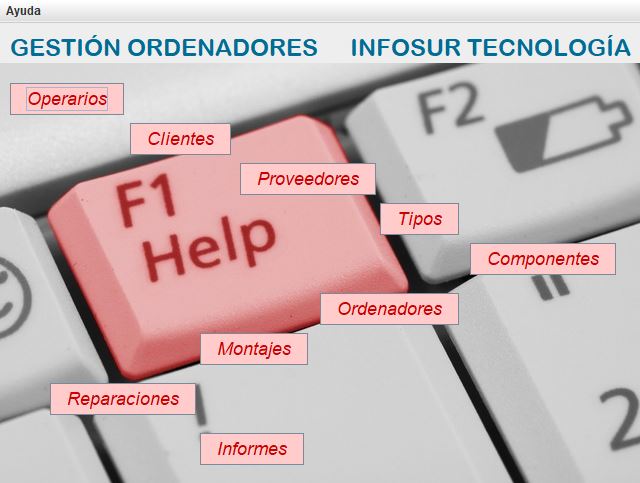 Ayuda
GESTIÓN ORDENADORES INFOSUR TECNOLOGÍA
Operarios
Clientes
Proveedores
Tipos
Componentes
Ordenadores
Montajes
Reparaciones
Informes
F1
Help
F2
2